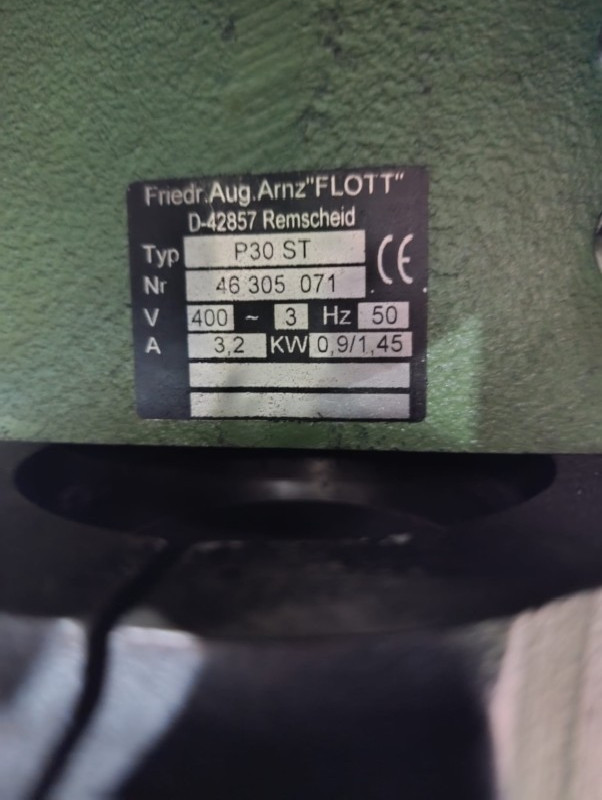 Friedr.Aug.Arnz"FLOTT"
D-42857 Remscheid
Typ P30 ST CE
Nr 46 305 071
V 400 ~ 3 Hz 50
A 3,2 KW 0,9/1,45